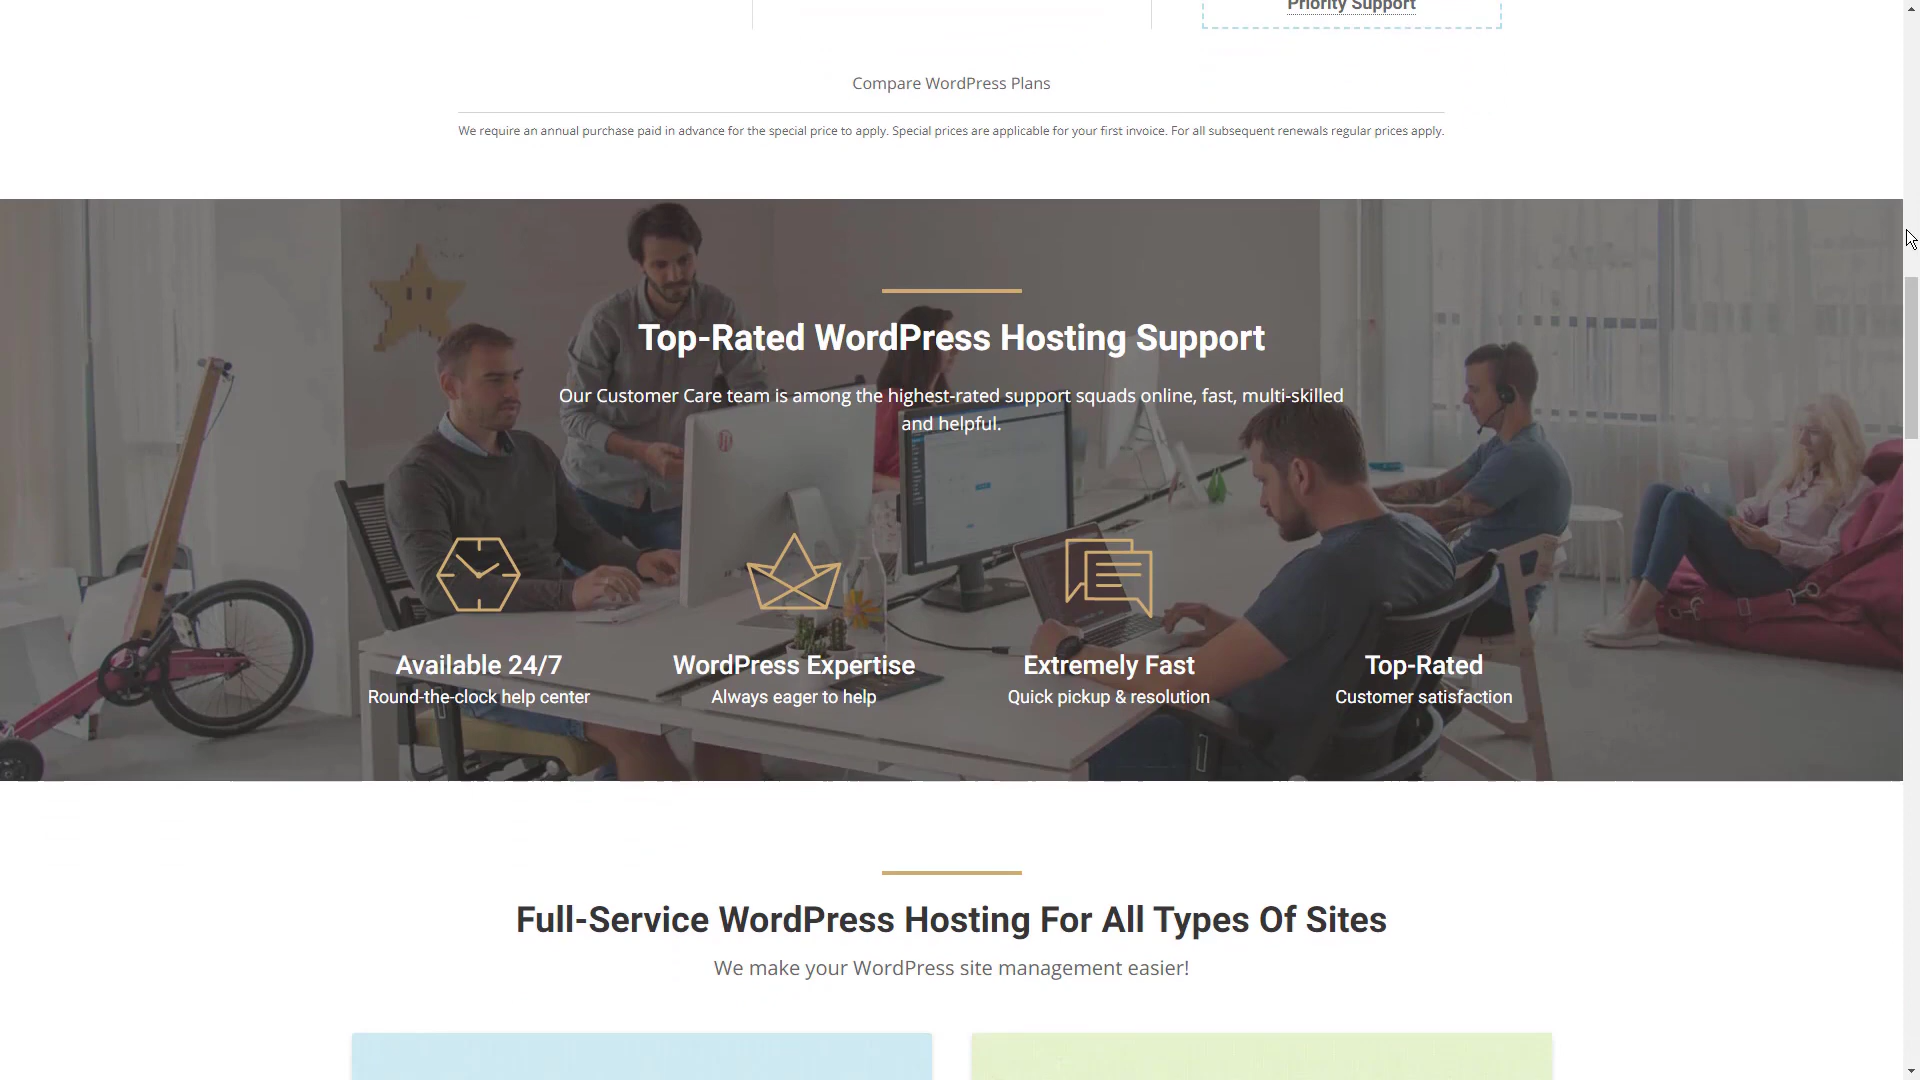 Priority Support
Compare WordPress Plans
We require an annual purchase paid in advance for the special price to apply. Special prices are applicable for your first invoice. For all subsequent renewals regular prices apply.
Top-Rated WordPress Hosting Support
Our Customer Care team is among the highest-rated support squads online, fast, multi-skilled
and helpful.
Available 24/7
Round-the-clock help center
WordPress Expertise
Always eager to help
Extremely Fast
Quick pickup & resolution
Top-Rated
Customer satisfaction
Full-Service WordPress Hosting For All Types Of Sites
We make your WordPress site management easier!